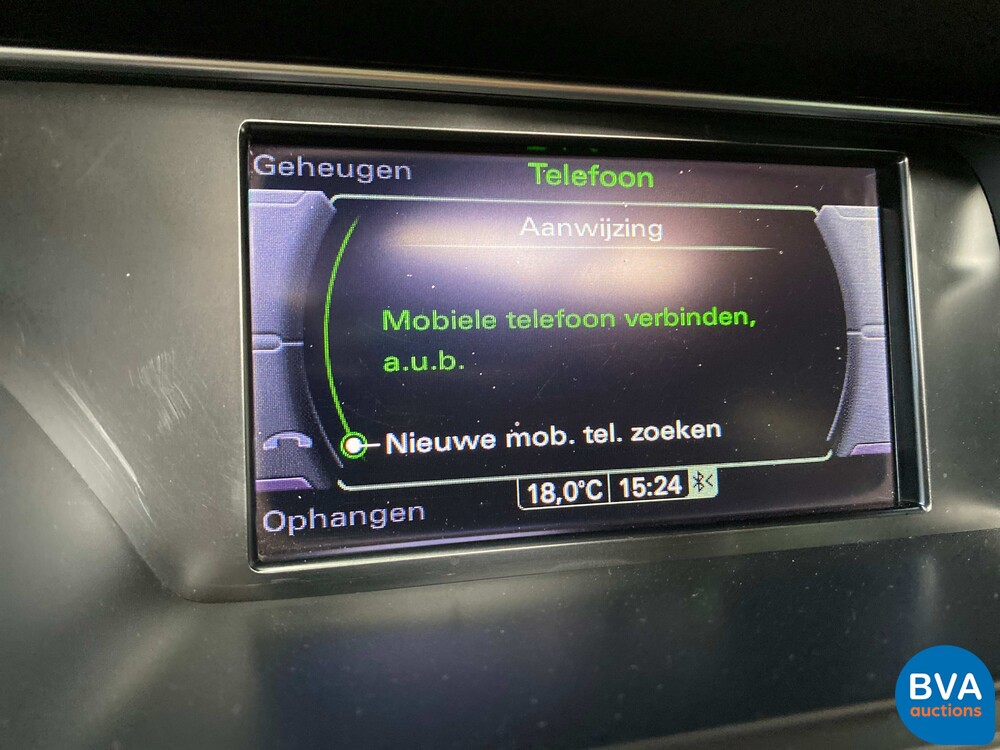 Geheugen
Telefoon
Aanwijzing
Mobiele telefoon verbinden,
a.u.b.
Nieuwe mob. tel. zoeken
18,0°C 15:24
Ophangen
BVA
auctions